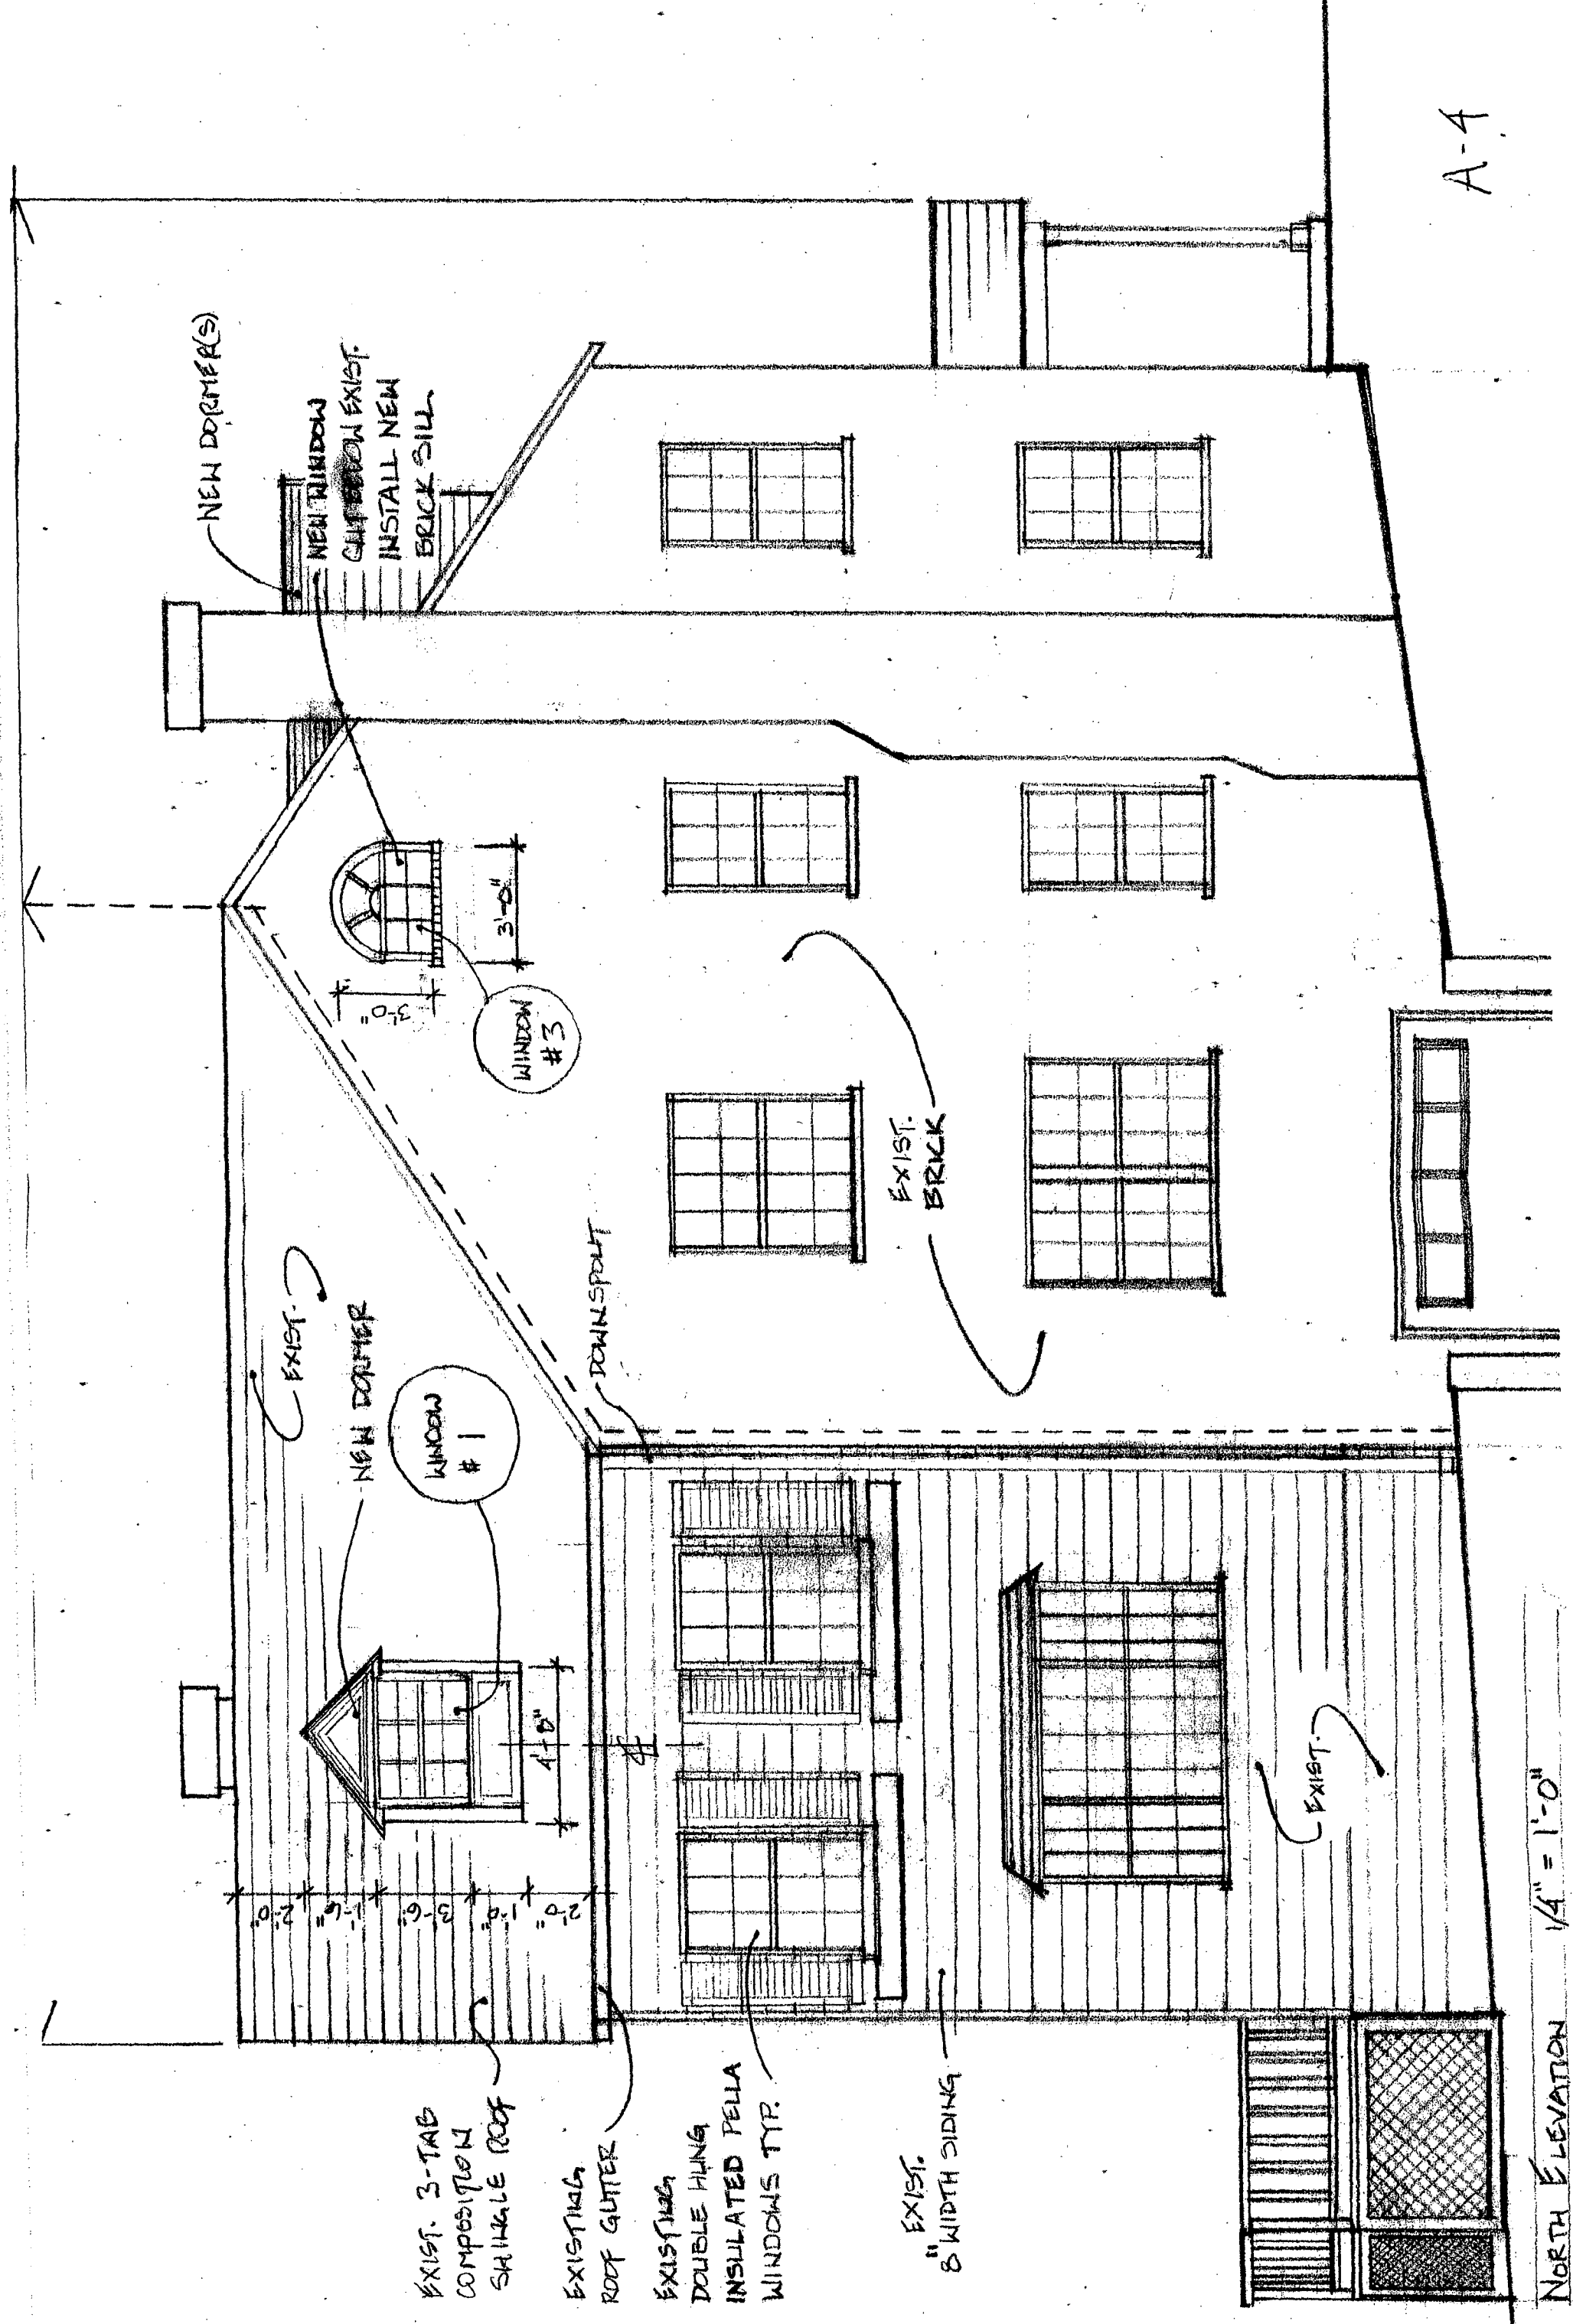 NEW DORMER(S)
NEW WINDOW
EXIST.
INSTALL NEW
BRICK SILL
3'-0"
3'-0"
WINDOW
#3
EXIST.
NEW DORMER
WINDOW
# 1
DOWNSPOUT
EXIST.
BRICK
2'-0"
1'-6"
3'-6"
1'-0"
2'-0"
4'-8"
℄
EXIST. 3-TAB
COMPOSITION
SHINGLE ROOF
EXISTING
ROOF GUTTER
EXISTING
DOUBLE HUNG
INSULATED PELLA
WINDOWS TYP.
EXIST.
8" WIDTH SIDING
EXIST.
NORTH ELEVATION 1/4" = 1'-0"
A-4